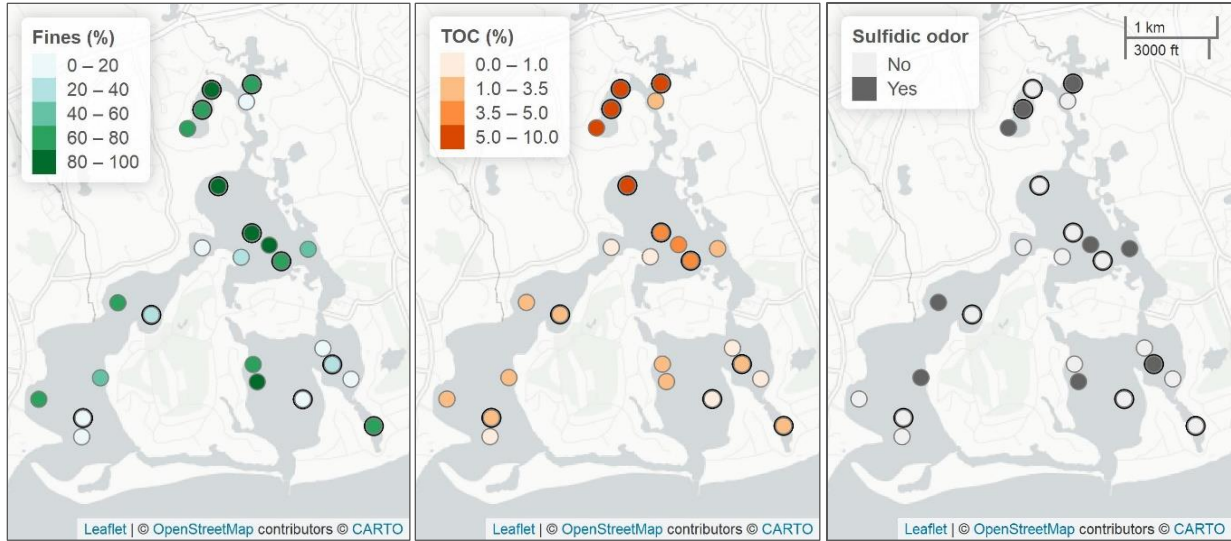 Fines (%)
0 – 20
20 – 40
40 – 60
60 – 80
80 – 100
Leaflet | © OpenStreetMap contributors © CARTO
TOC (%)
0.0 – 1.0
1.0 – 3.5
3.5 – 5.0
5.0 – 10.0
Leaflet | © OpenStreetMap contributors © CARTO
Sulfidic odor
No
Yes
1 km
3000 ft
Leaflet | © OpenStreetMap contributors © CARTO